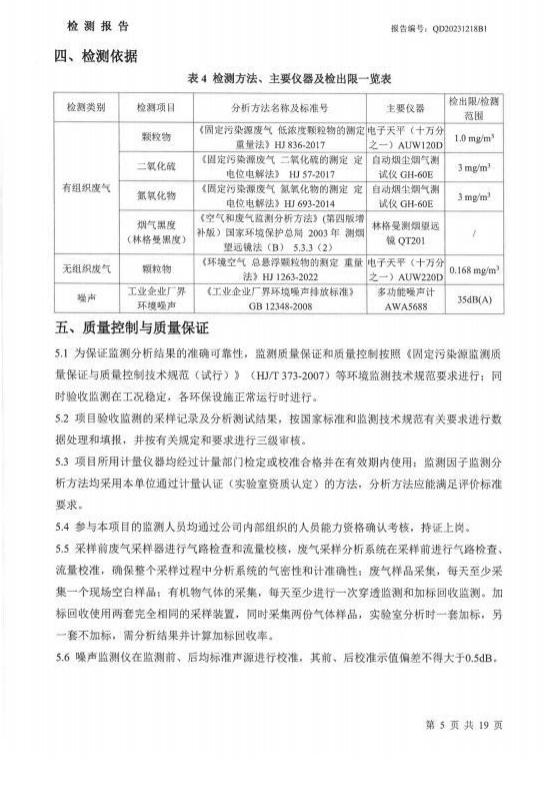 检 测 报 告
报告编号：QD20231218B1
四、检测依据
表 4 检测方法、主要仪器及检出限一览表
检测类别 检测项目 分析方法名称及标准号 主要仪器 检出限/检测
范围
有组织废气 颗粒物 《固定污染源废气 低浓度颗粒物的测定
重量法》HJ 836-2017 电子天平（十万分
之一）AUW120D 1.0 mg/m³
二氧化硫 《固定污染源废气 二氧化硫的测定 定
电位电解法》 HJ 57-2017 自动烟尘烟气测
试仪 GH-60E 3 mg/m³
氮氧化物 《固定污染源废气 氮氧化物的测定 定
电位电解法》HJ 693-2014 自动烟尘烟气测
试仪 GH-60E 3 mg/m³
烟气黑度
（林格曼黑度） 《空气和废气监测分析方法》(第四版增
补版）国家环境保护总局 2003 年 测烟
望远镜法（B） 5.3.3（2） 林格曼测烟望远
镜 QT201 /
无组织废气 颗粒物 《环境空气 总悬浮颗粒物的测定 重量
法》HJ 1263-2022 电子天平（十万分
之一）AUW220D 0.168 mg/m³
噪声 工业企业厂界
环境噪声 《工业企业厂界环境噪声排放标准》
GB 12348-2008 多功能噪声计
AWA5688 35dB(A)
五、质量控制与质量保证
5.1 为保证监测分析结果的准确可靠性，监测质量保证和质量控制按照《固定污染源监测质
量保证与质量控制技术规范（试行）》（HJ/T 373-2007）等环境监测技术规范要求进行；同
时验收监测在工况稳定，各环保设施正常运行时进行。
5.2 项目验收监测的采样记录及分析测试结果，按国家标准和监测技术规范有关要求进行数
据处理和填报，并按有关规定和要求进行三级审核。
5.3 项目所用计量仪器均经过计量部门检定或校准合格并在有效期内使用；监测因子监测分
析方法均采用本单位通过计量认证（实验室资质认定）的方法，分析方法应能满足评价标准
要求。
5.4 参与本项目的监测人员均通过公司内部组织的人员能力资格确认考核，持证上岗。
5.5 采样前废气采样器进行气路检查和流量校核，废气采样分析系统在采样前进行气路检查、
流量校准，确保整个采样过程中分析系统的气密性和计准确性；废气样品采集，每天至少采
集一个现场空白样品；有机物气体的采集，每天至少进行一次穿透监测和加标回收监测。加
标回收使用两套完全相同的采样装置，同时采集两份气体样品，实验室分析时一套加标，另
一套不加标，需分析结果并计算加标回收率。
5.6 噪声监测仪在监测前、后均标准声源进行校准，其前、后校准示值偏差不得大于0.5dB。
第 5 页 共 19 页